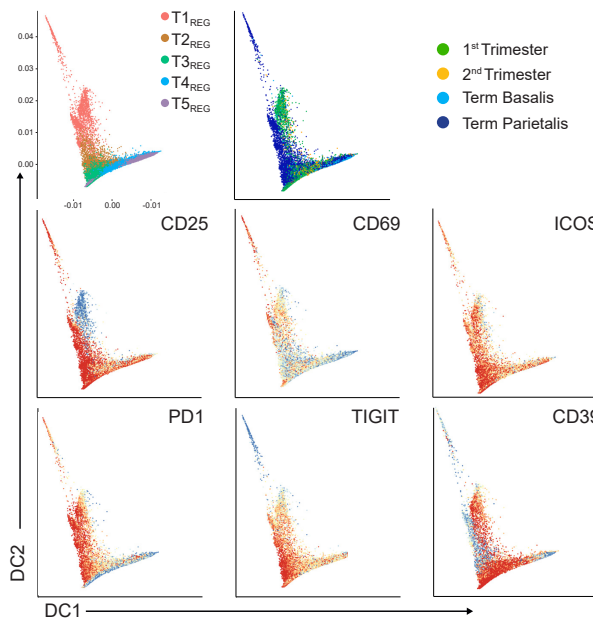 T1REG
T2REG
T3REG
T4REG
T5REG
1st Trimester
2nd Trimester
Term Basalis
Term Parietalis
0.04
0.03
0.02
0.01
0.00
-0.01
0.00
-0.01
CD25
CD69
ICOS
PD1
TIGIT
CD39
DC2
DC1